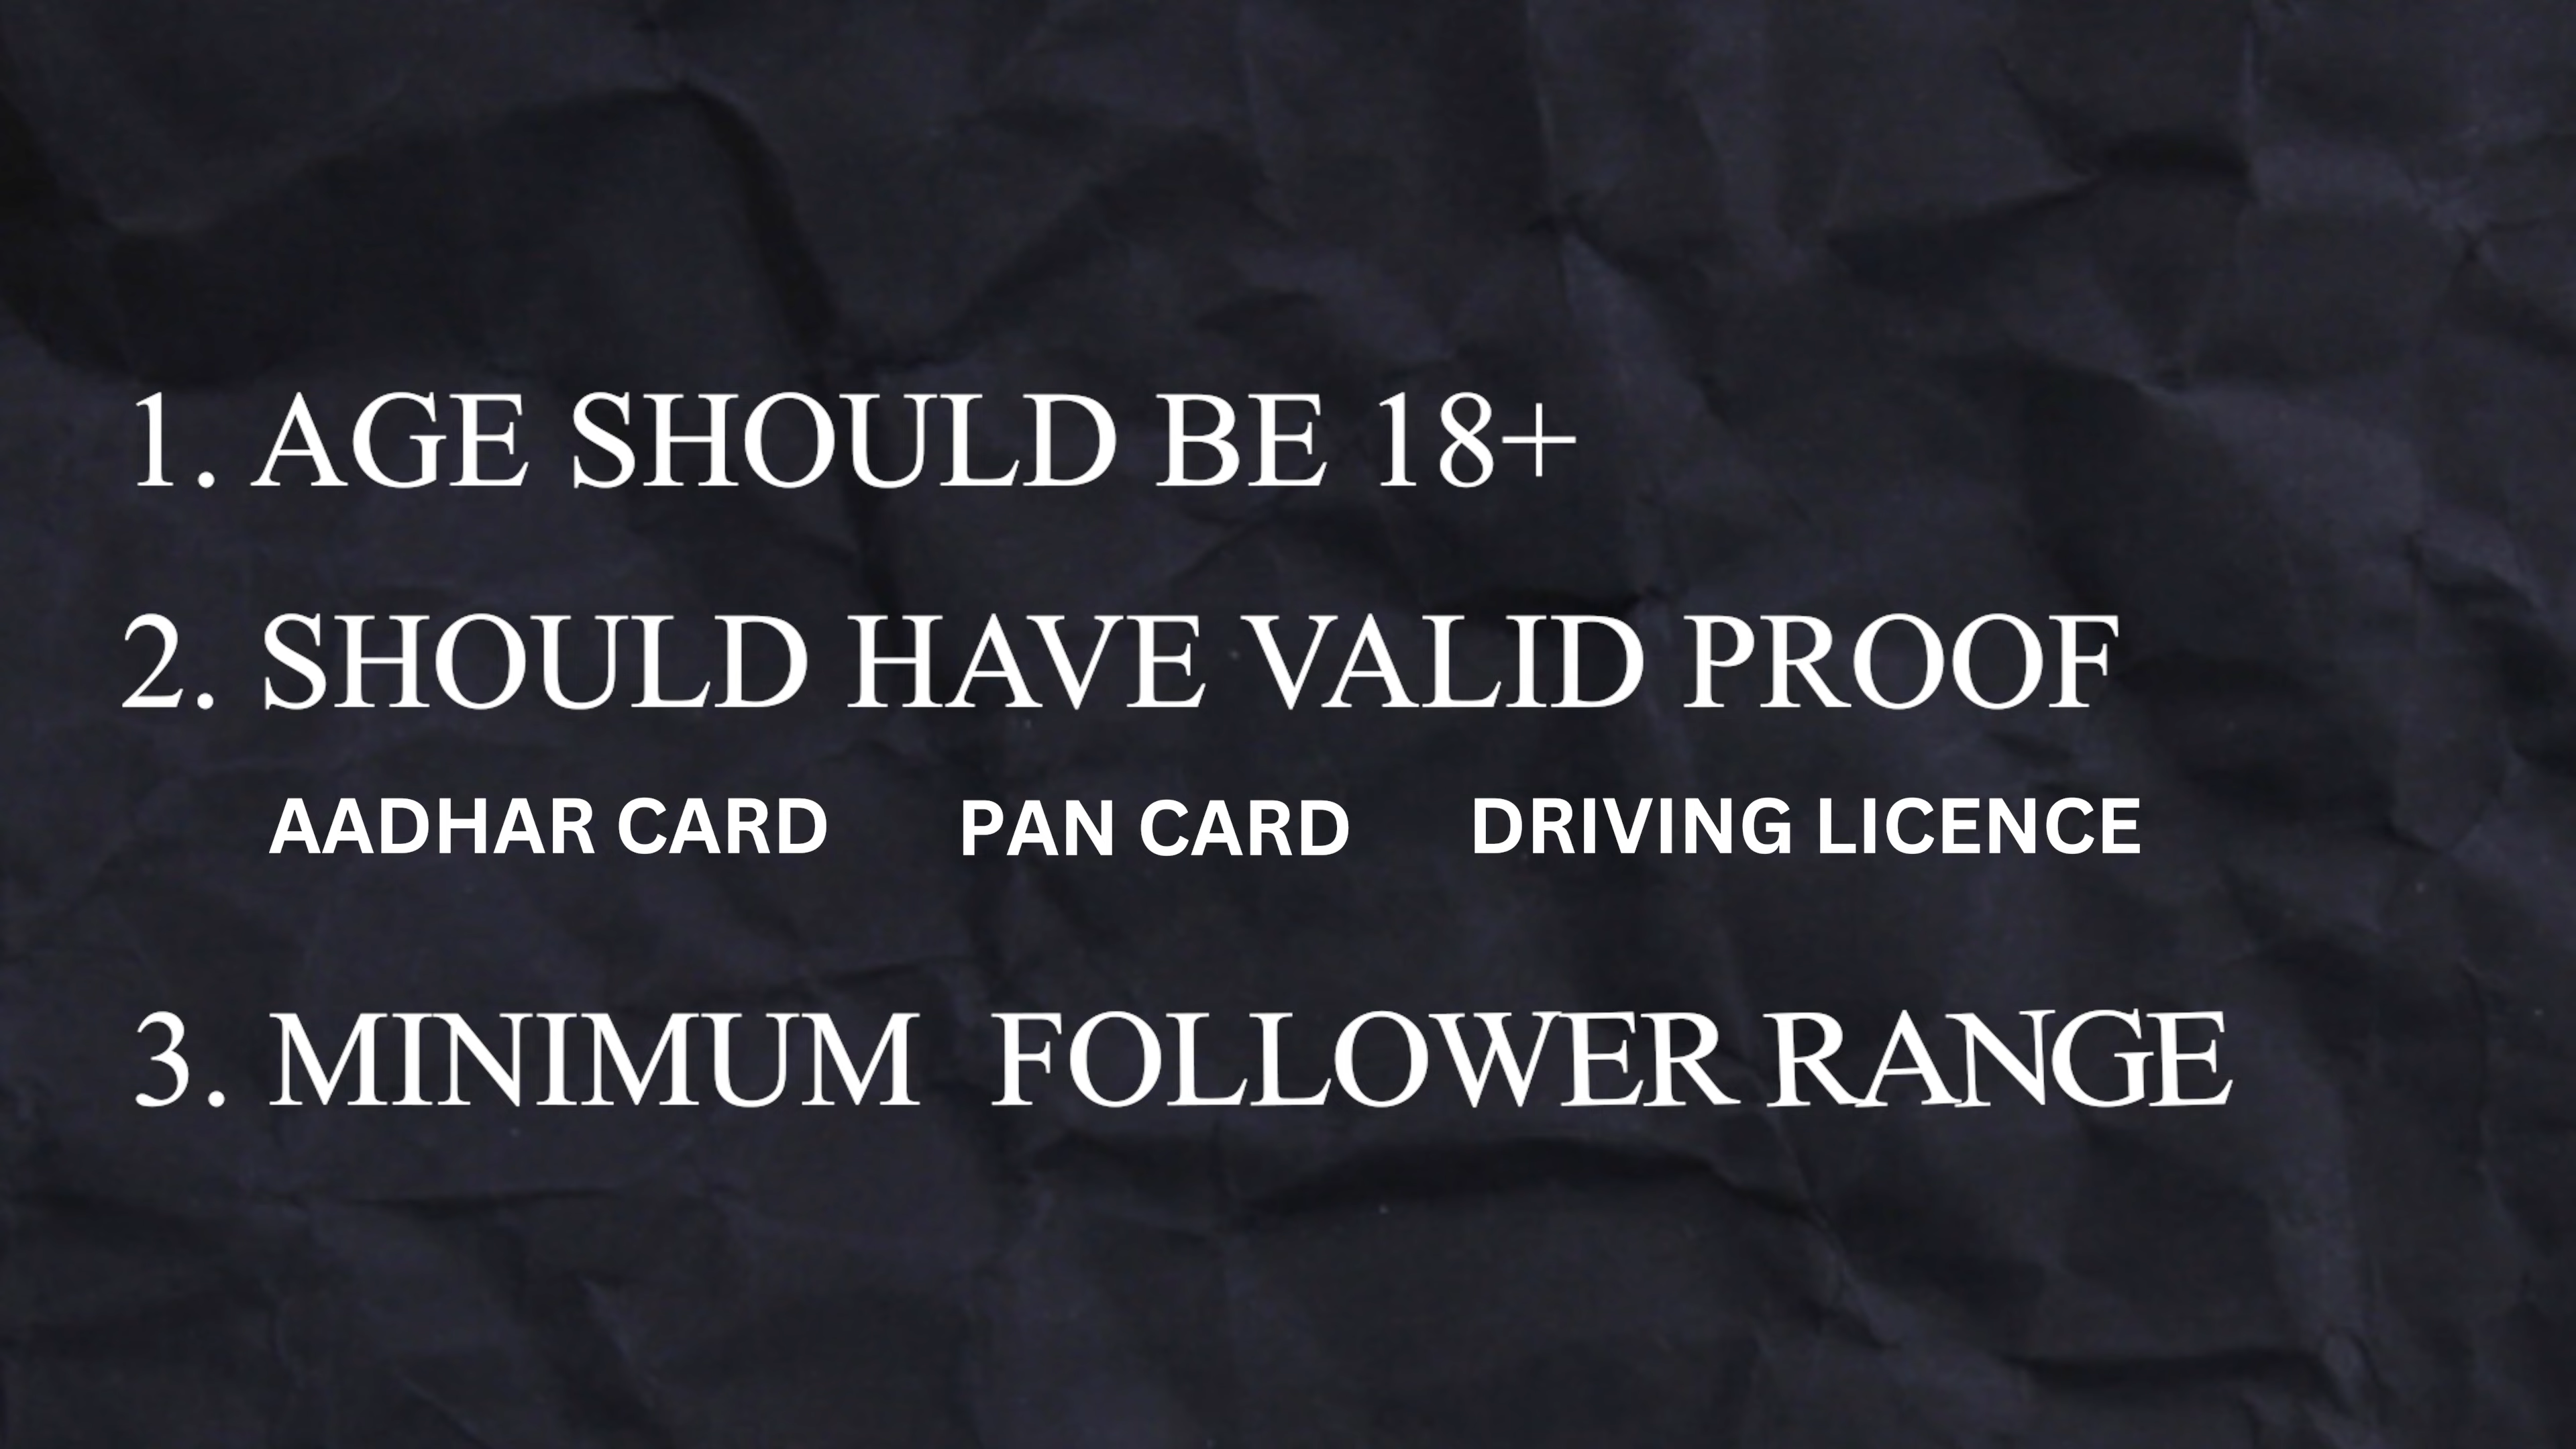 1. AGE SHOULD BE 18+
2. SHOULD HAVE VALID PROOF
AADHAR CARD PAN CARD DRIVING LICENCE
3. MINIMUM FOLLOWER RANGE